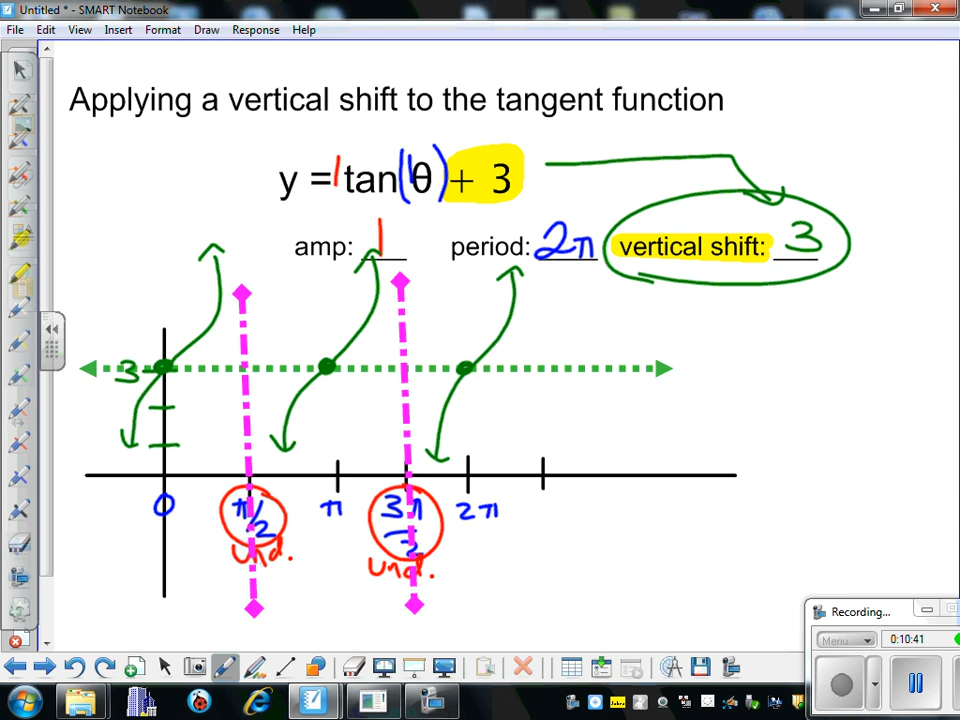 Untitled * - SMART Notebook
File Edit View Insert Format Draw Response Help
Applying a vertical shift to the tangent function
y = 1 tan(1θ) + 3
amp: 1 period: 2π vertical shift: 3
3
0 π/2 π 3π/2 2π
und. und.
Recording...
Menu
0:10:41